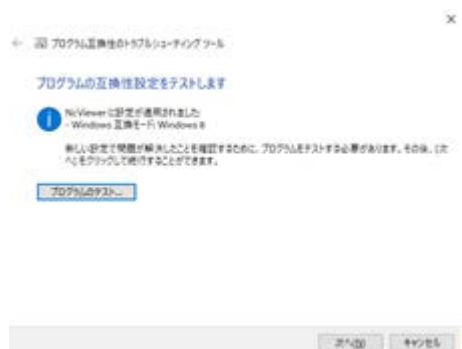 プログラム互換性のトラブルシューティング ツール
プログラムの互換性設定をテストします
NcViewer に設定が適用されました:
- Windows 互換モード: Windows 8
新しい設定で問題が解決したことを確認するために、プログラムをテストする必要があります。その後、[次
へ] をクリックして続行することができます。
プログラムのテスト...
次へ(N)
キャンセル